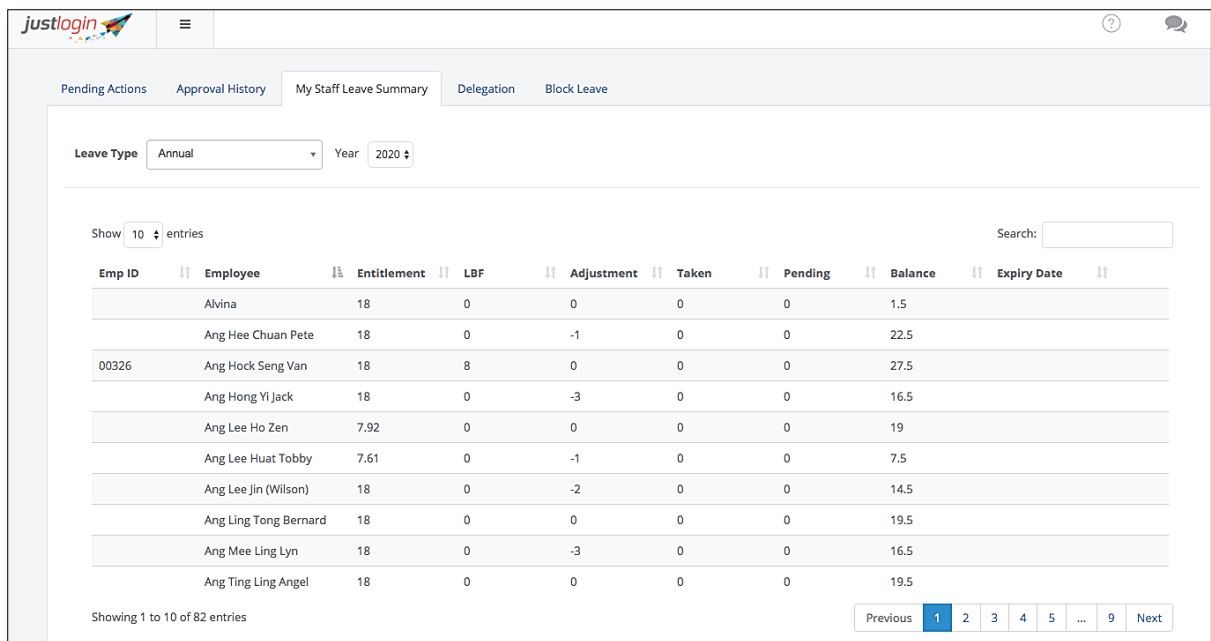 justlogin
Pending Actions Approval History My Staff Leave Summary Delegation Block Leave
Leave Type Annual Year 2020
Show 10 entries Search:
Emp ID Employee Entitlement LBF Adjustment Taken Pending Balance Expiry Date
Alvina 18 0 0 0 0 1.5
Ang Hee Chuan Pete 18 0 -1 0 0 22.5
00326 Ang Hock Seng Van 18 8 0 0 0 27.5
Ang Hong Yi Jack 18 0 -3 0 0 16.5
Ang Lee Ho Zen 7.92 0 0 0 0 19
Ang Lee Huat Tobby 7.61 0 -1 0 0 7.5
Ang Lee Jin (Wilson) 18 0 -2 0 0 14.5
Ang Ling Tong Bernard 18 0 0 0 0 19.5
Ang Mee Ling Lyn 18 0 -3 0 0 16.5
Ang Ting Ling Angel 18 0 0 0 0 19.5
Showing 1 to 10 of 82 entries Previous 1 2 3 4 5 ... 9 Next